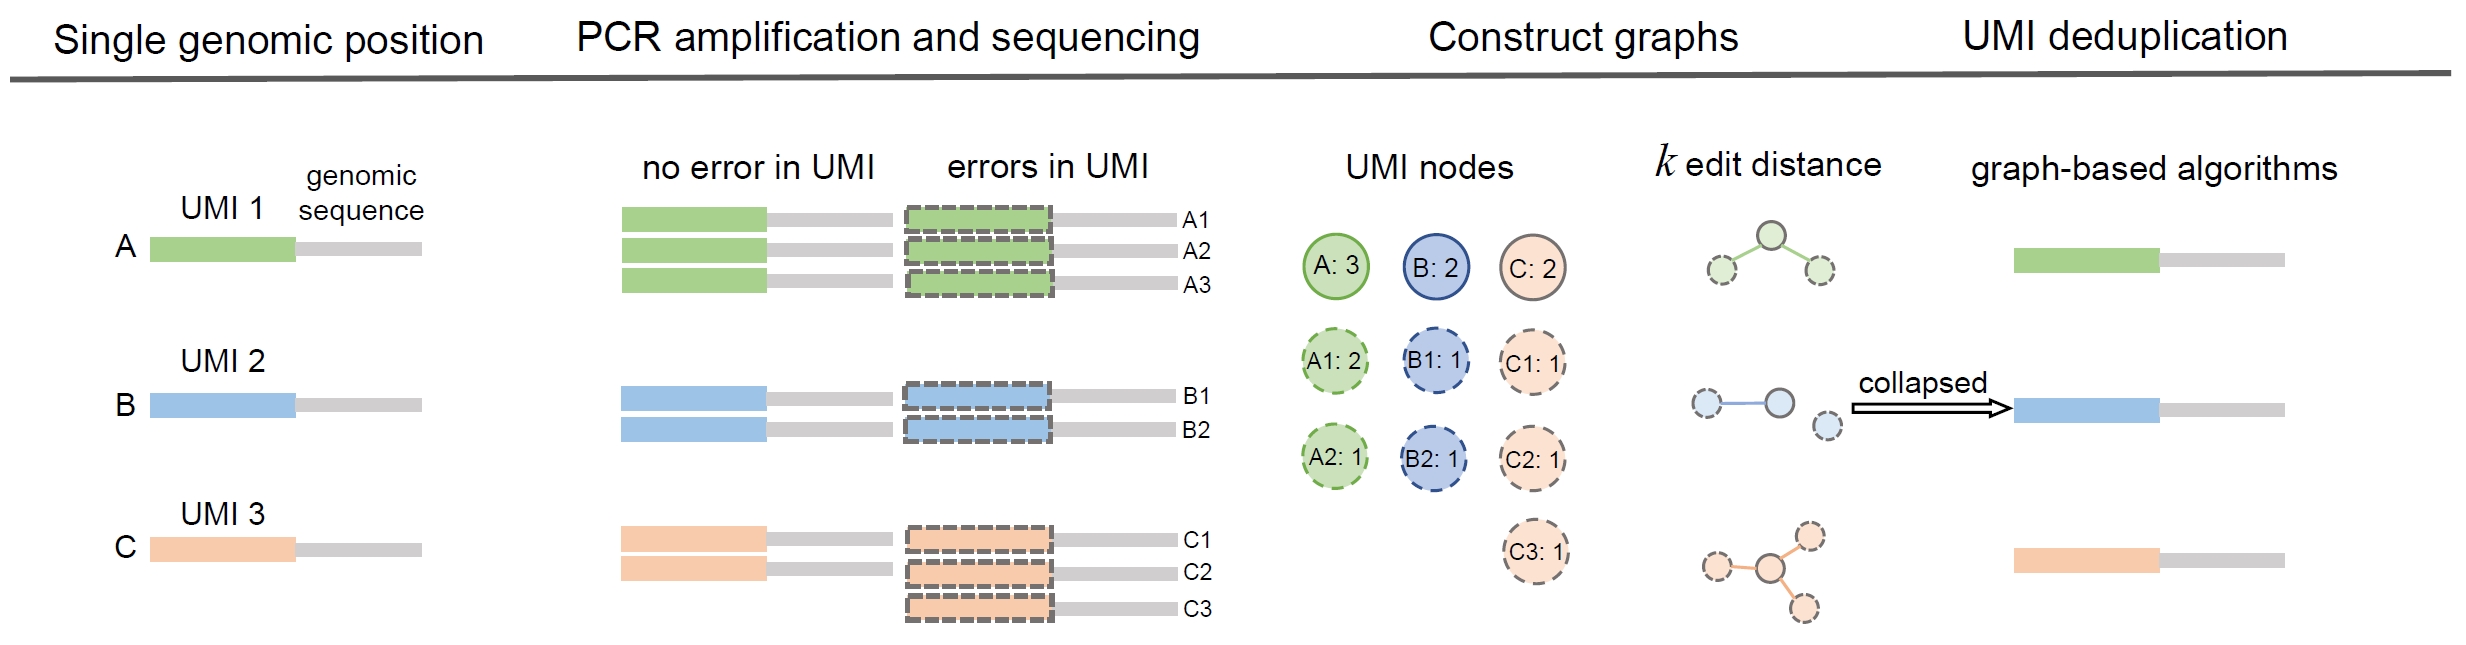 Single genomic position
PCR amplification and sequencing
Construct graphs
UMI deduplication
UMI 1
genomic
sequence
A
UMI 2
B
UMI 3
C
no error in UMI
errors in UMI
A1
A2
A3
B1
B2
C1
C2
C3
UMI nodes
A: 3
B: 2
C: 2
A1: 2
B1: 1
C1: 1
A2: 1
B2: 1
C2: 1
C3: 1
k edit distance
collapsed
graph-based algorithms